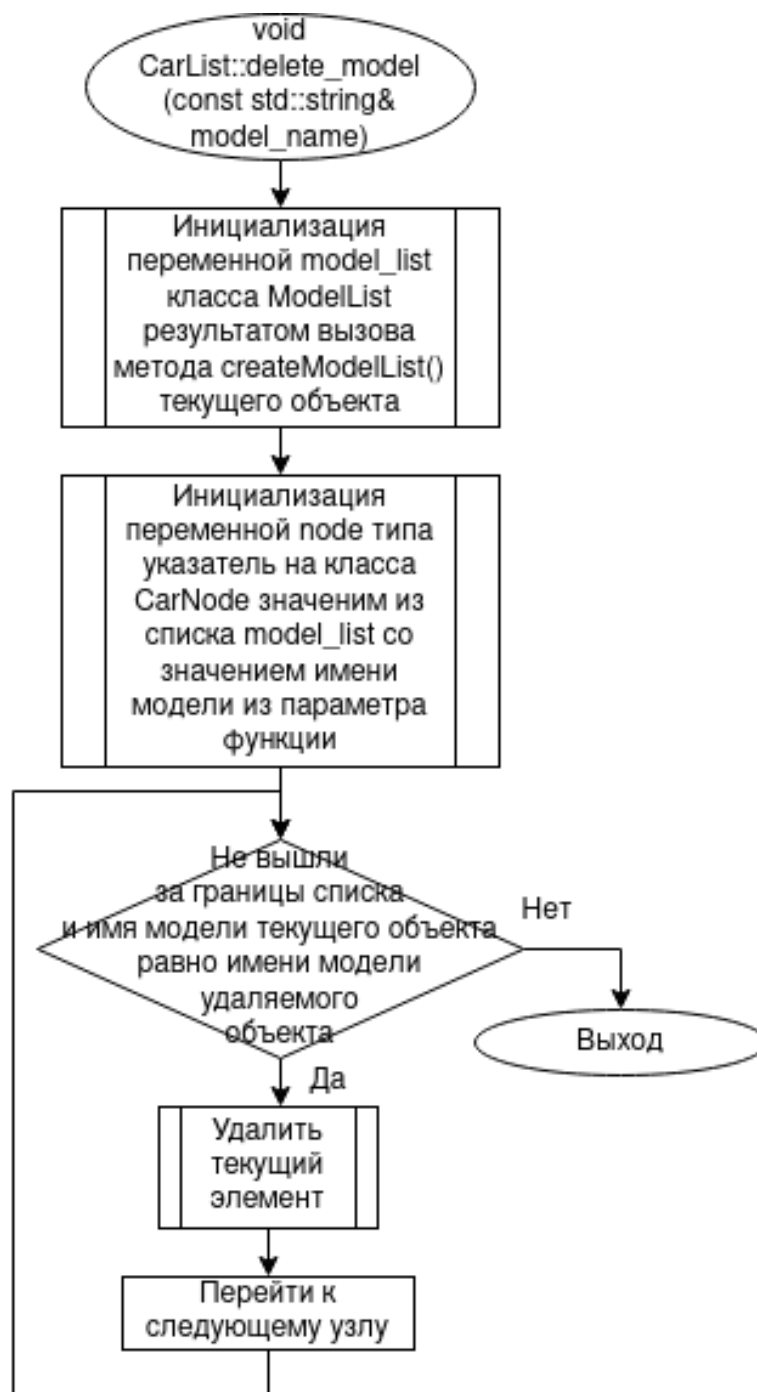 void
CarList::delete_model
(const std::string&
model_name)
Инициализация
переменной model_list
класса ModelList
результатом вызова
метода createModelList()
текущего объекта
Инициализация
переменной node типа
указатель на класса
CarNode значеним из
списка model_list со
значением имени
модели из параметра
функции
Не вышли
за границы списка
и имя модели текущего объекта
равно имени модели
удаляемого
объекта
Нет
Выход
Да
Удалить
текущий
элемент
Перейти к
следующему узлу